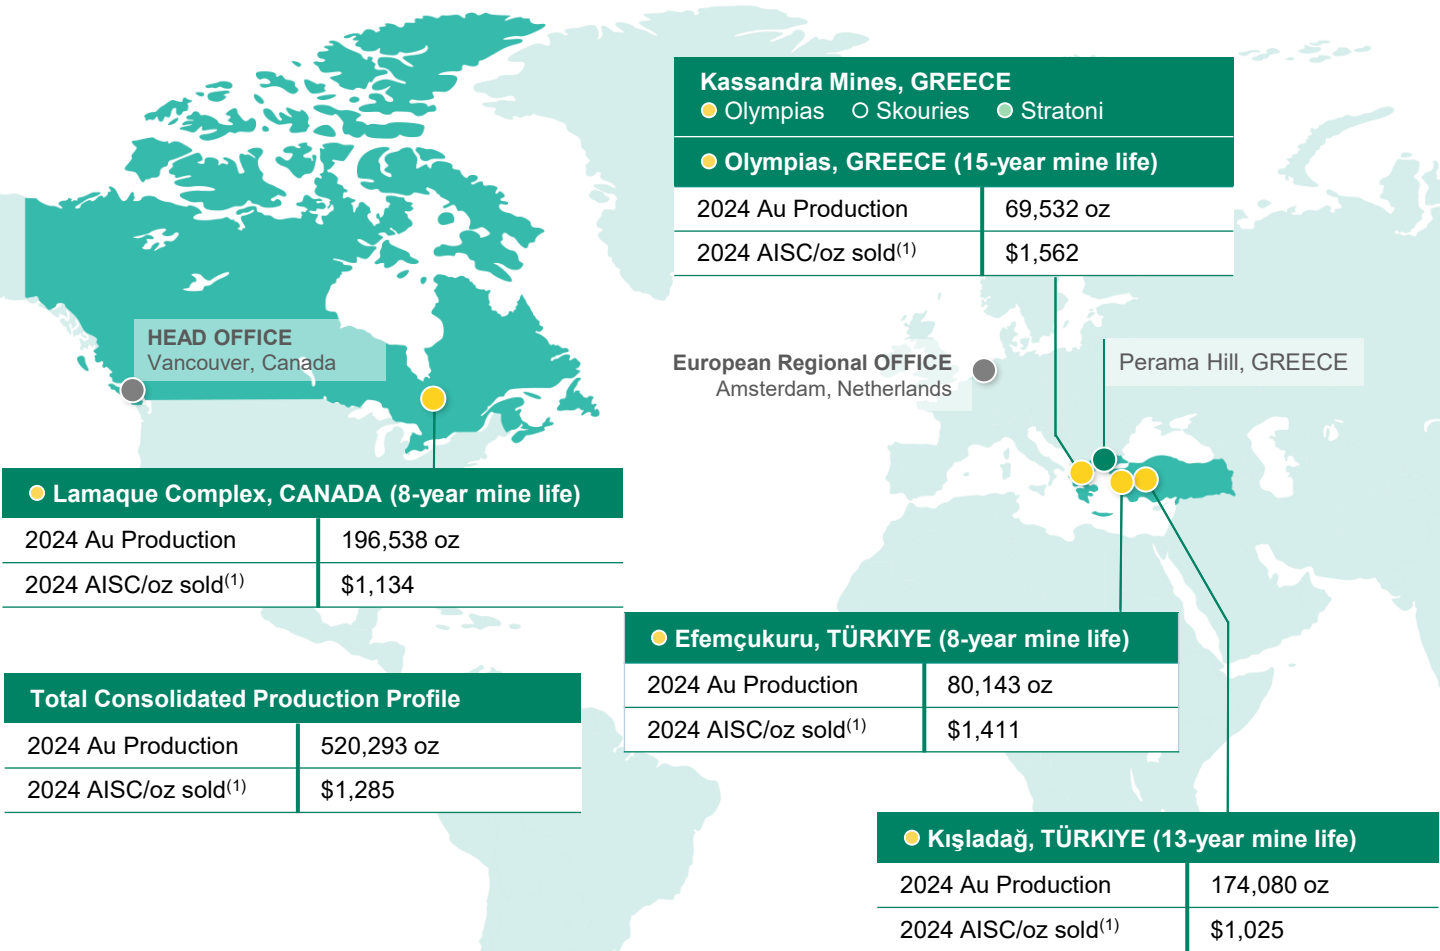 Kassandra Mines, GREECE
Olympias Skouries Stratoni
Olympias, GREECE (15-year mine life)
2024 Au Production 69,532 oz
2024 AISC/oz sold(1) $1,562
HEAD OFFICE
Vancouver, Canada
European Regional OFFICE
Amsterdam, Netherlands
Perama Hill, GREECE
Lamaque Complex, CANADA (8-year mine life)
2024 Au Production 196,538 oz
2024 AISC/oz sold(1) $1,134
Efemçukuru, TÜRKIYE (8-year mine life)
2024 Au Production 80,143 oz
2024 AISC/oz sold(1) $1,411
Total Consolidated Production Profile
2024 Au Production 520,293 oz
2024 AISC/oz sold(1) $1,285
Kışladağ, TÜRKIYE (13-year mine life)
2024 Au Production 174,080 oz
2024 AISC/oz sold(1) $1,025